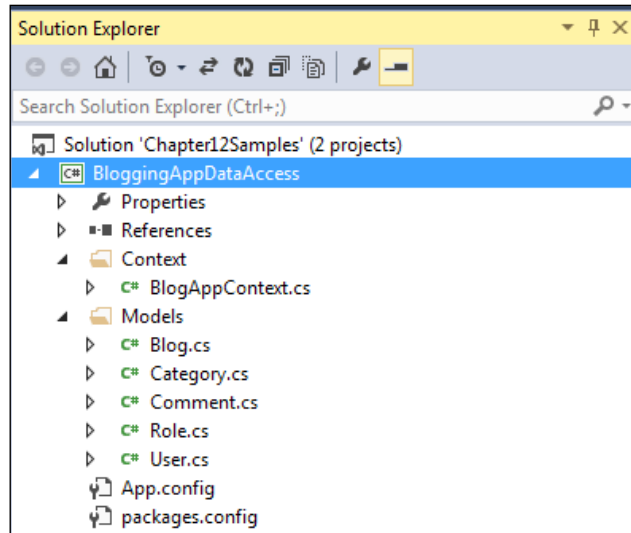 Solution Explorer
Search Solution Explorer (Ctrl+;)
Solution 'Chapter12Samples' (2 projects)
C# BloggingAppDataAccess
Properties
References
Context
C# BlogAppContext.cs
Models
C# Blog.cs
C# Category.cs
C# Comment.cs
C# Role.cs
C# User.cs
App.config
packages.config